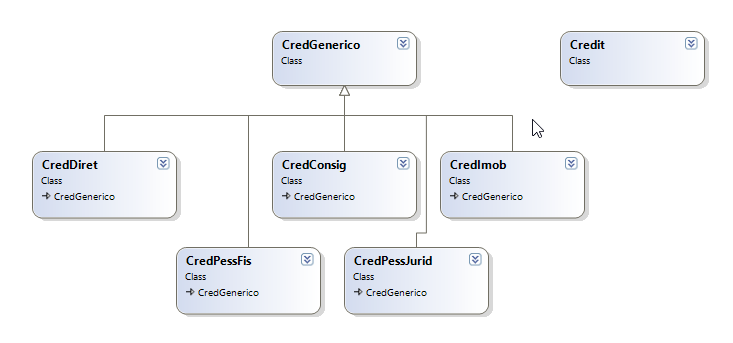 CredGenerico
Class
Credit
Class
CredDiret
Class
CredGenerico
CredConsig
Class
CredGenerico
CredImob
Class
CredGenerico
CredPessFis
Class
CredGenerico
CredPessJurid
Class
CredGenerico